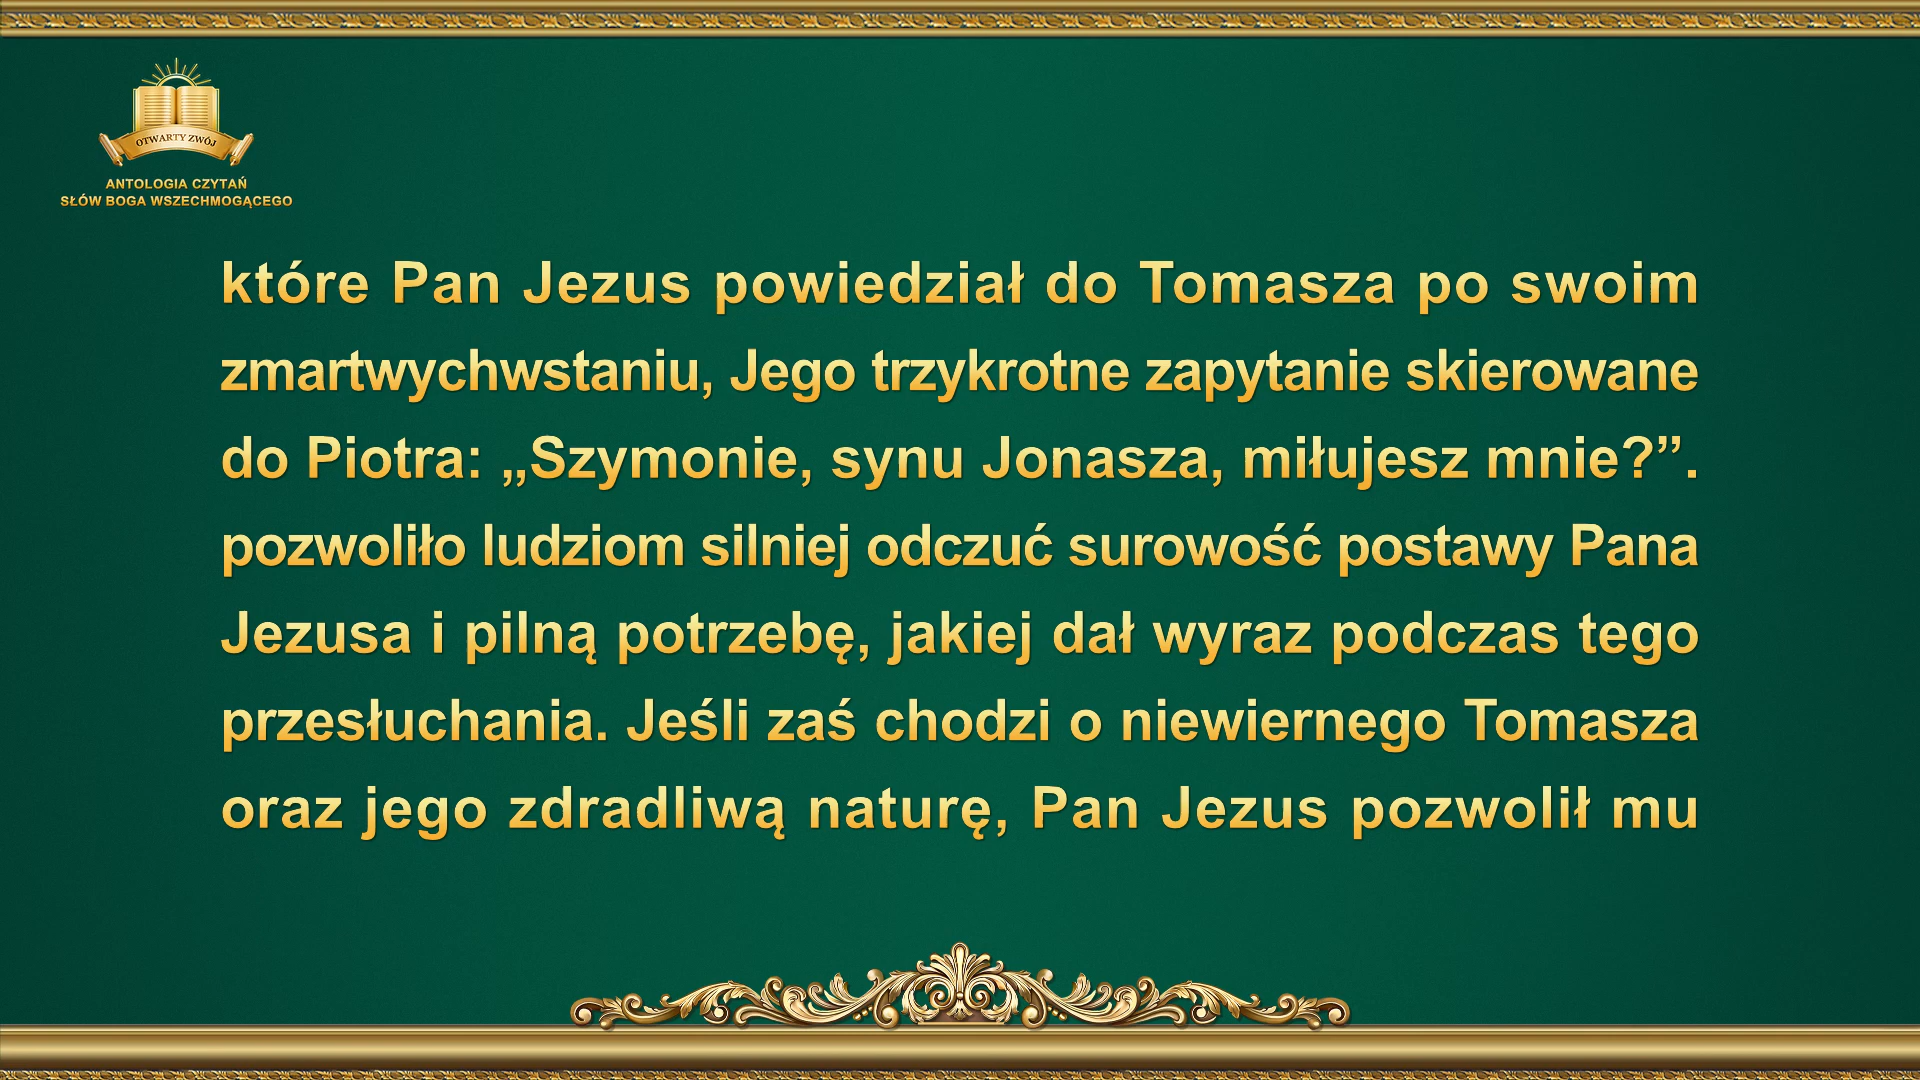 OTWARTY ZWÓJ
ANTOLOGIA CZYTAŃ
SŁÓW BOGA WSZECHMOGĄCEGO
które Pan Jezus powiedział do Tomasza po swoim
zmartwychwstaniu, Jego trzykrotne zapytanie skierowane
do Piotra: „Szymonie, synu Jonasza, miłujesz mnie?”.
pozwoliło ludziom silniej odczuć surowość postawy Pana
Jezusa i pilną potrzebę, jakiej dał wyraz podczas tego
przesłuchania. Jeśli zaś chodzi o niewiernego Tomasza
oraz jego zdradliwą naturę, Pan Jezus pozwolił mu